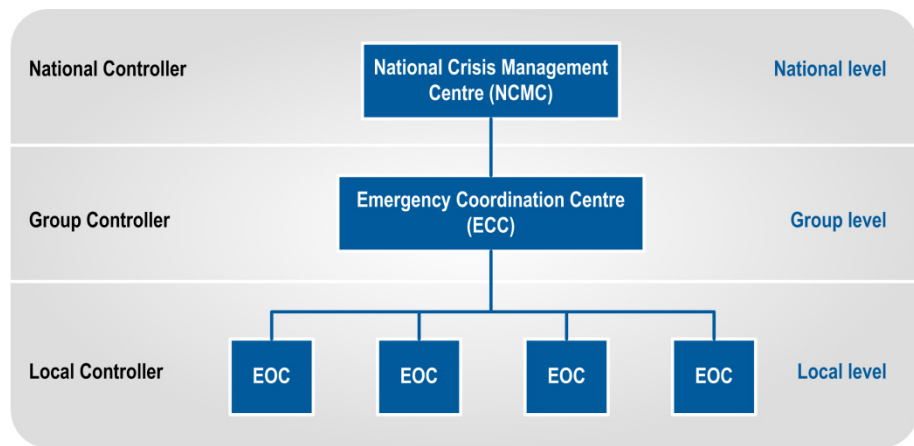 National Controller
National Crisis Management
Centre (NCMC)
National level
Group Controller
Emergency Coordination Centre
(ECC)
Group level
Local Controller
EOC
EOC
EOC
EOC
Local level